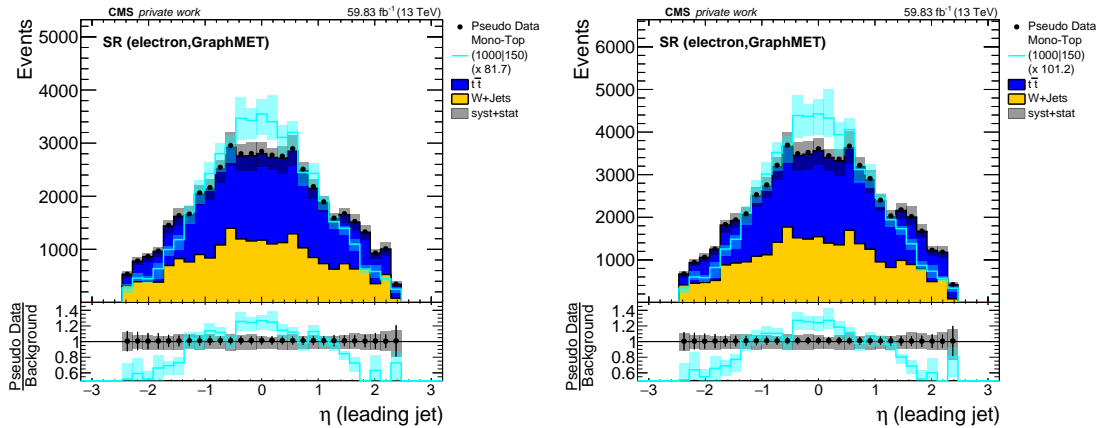 CMS private work 59.83 fb⁻¹ (13 TeV)
SR (electron,GraphMET)
Events
5000
4000
3000
2000
1000
Pseudo Data
Mono-Top
(1000|150)
(x 81.7)
tt̅
W+Jets
syst+stat
Pseudo Data
Background
1.4
1.2
1
0.8
0.6
−3 −2 −1 0 1 2 3
η (leading jet)
CMS private work 59.83 fb⁻¹ (13 TeV)
SR (electron,GraphMET)
Events
6000
5000
4000
3000
2000
1000
0
Pseudo Data
Mono-Top
(1000|150)
(x 101.2)
tt̅
W+Jets
syst+stat
Pseudo Data
Background
1.4
1.2
1
0.8
0.6
−3 −2 −1 0 1 2 3
η (leading jet)